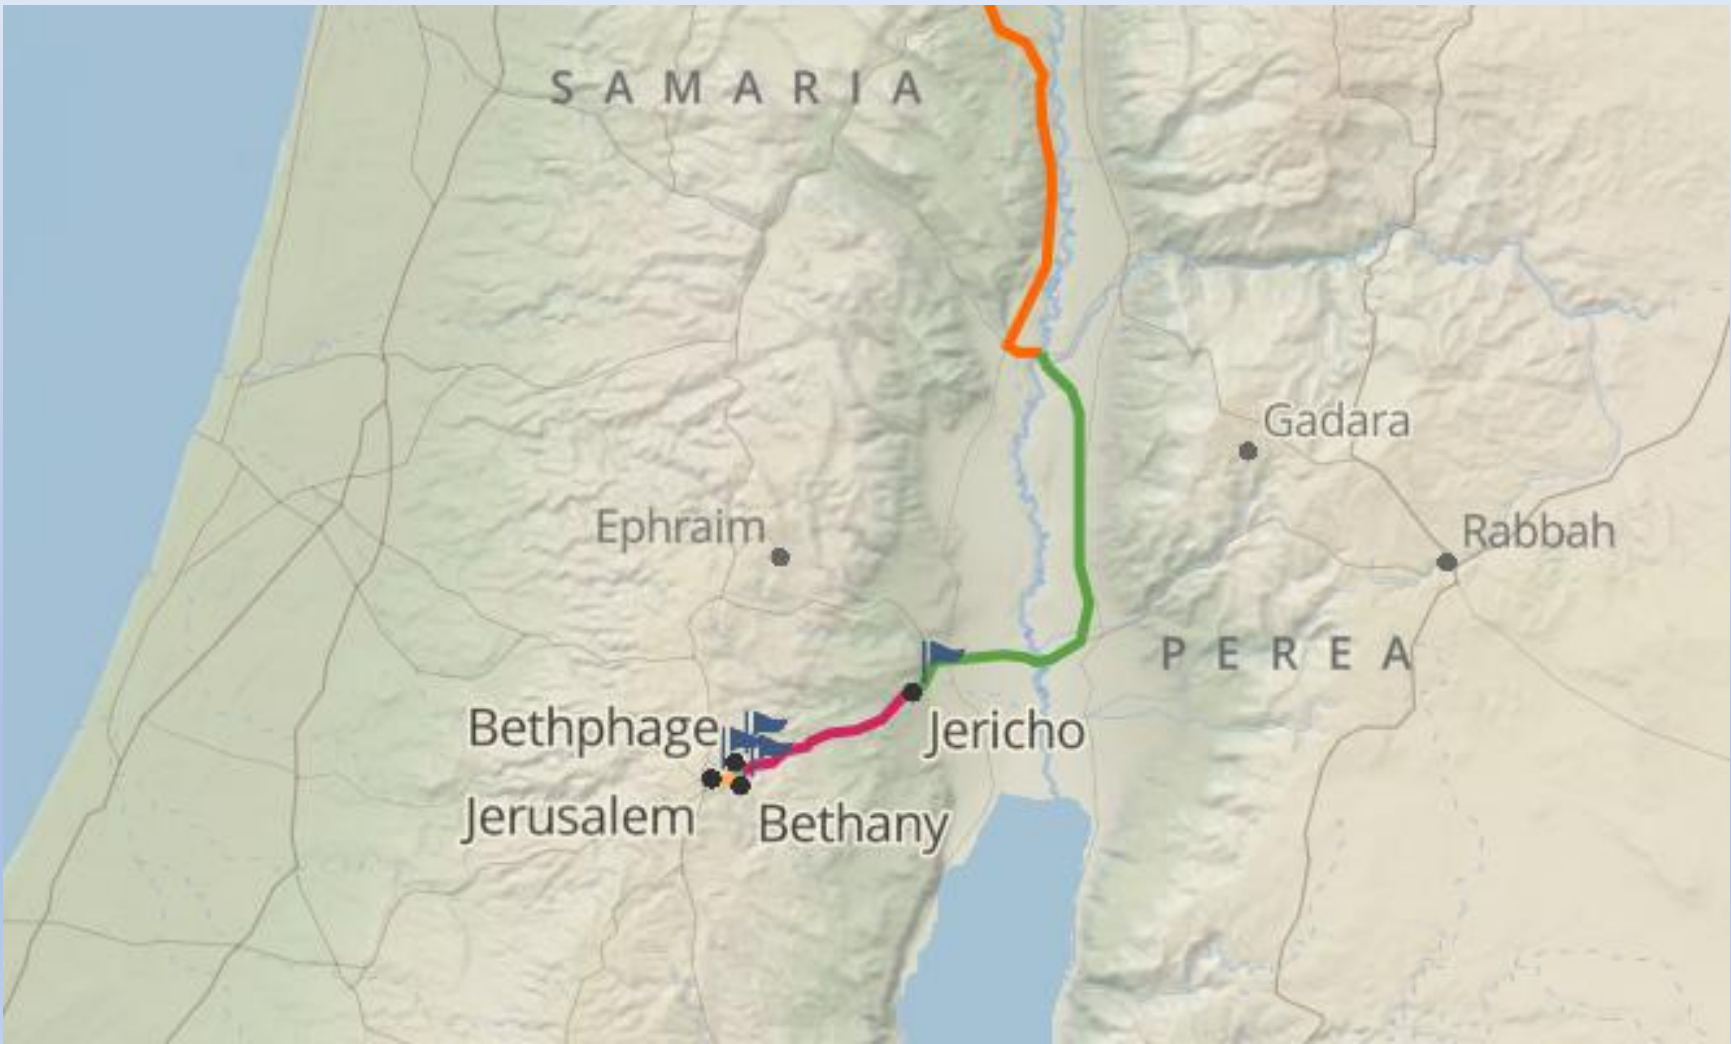 SAMARIA
Gadara
Ephraim
Rabbah
PEREA
Bethphage
Jericho
Jerusalem
Bethany